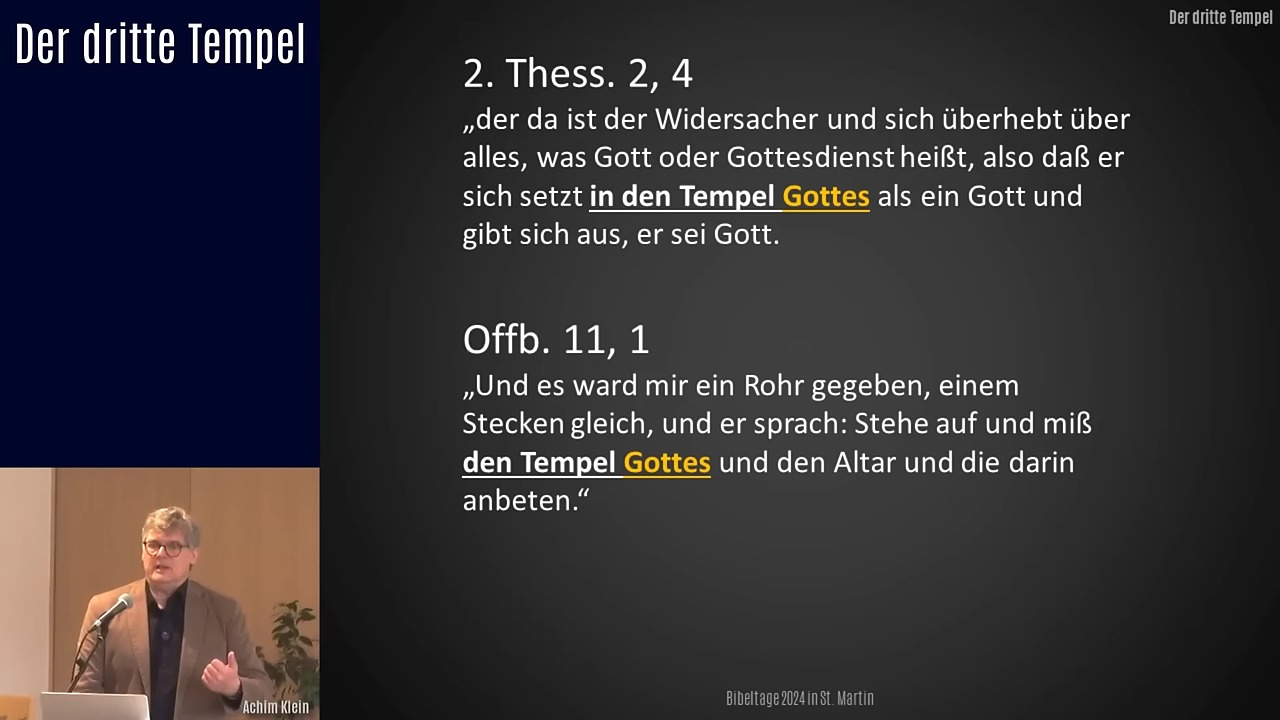 Der dritte Tempel
Der dritte Tempel
2. Thess. 2, 4
„der da ist der Widersacher und sich überhebt über
alles, was Gott oder Gottesdienst heißt, also daß er
sich setzt in den Tempel Gottes als ein Gott und
gibt sich aus, er sei Gott.
Offb. 11, 1
„Und es ward mir ein Rohr gegeben, einem
Stecken gleich, und er sprach: Stehe auf und miß
den Tempel Gottes und den Altar und die darin
anbeten.“
Achim Klein
Bibeltage 2024 in St. Martin